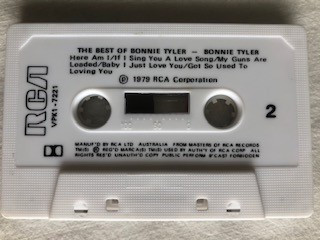 THE BEST OF BONNIE TYLER – BONNIE TYLER
Here Am I/If I Sing You A Love Song/My Guns Are
Loaded/Baby I Just Love You/Got So Used To
Loving You
Ⓟ 1979 RCA Corporation
RCA
VPK1-7221
2
MANUF'D BY RCA LTD AUSTRALIA FROM MASTERS OF RCA RECORDS
TM(S) ® REG'D MARCA(S) TM(S) USED BY AUTH'Y OF RCA CORP ALL
RIGHTS RES'D UNAUTH'D COPY PUBLIC PERFORM B'CAST FORBIDDEN